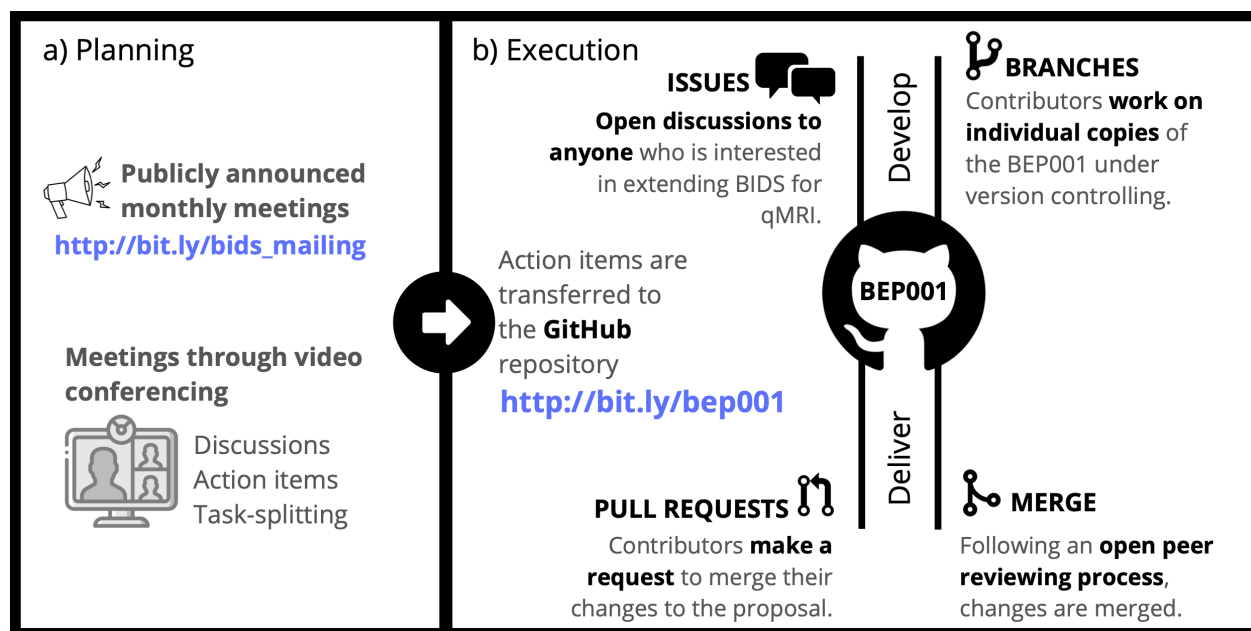 a) Planning
Publicly announced
monthly meetings
http://bit.ly/bids_mailing
Meetings through video
conferencing
Discussions
Action items
Task-splitting
b) Execution
Action items are
transferred to
the GitHub
repository
http://bit.ly/bep001
ISSUES
Open discussions to
anyone who is interested
in extending BIDS for
qMRI.
Develop
BRANCHES
Contributors work on
individual copies of
the BEP001 under
version controlling.
BEP001
PULL REQUESTS
Contributors make a
request to merge their
changes to the proposal.
Deliver
MERGE
Following an open peer
reviewing process,
changes are merged.